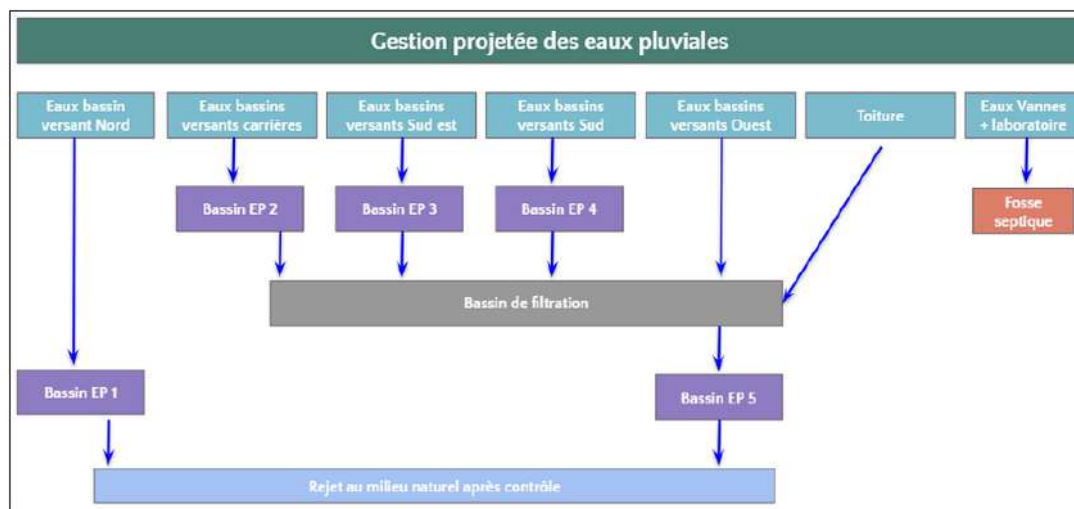 Gestion projetée des eaux pluviales
Eaux bassin
versant Nord
Eaux bassins
versants carrières
Eaux bassins
versants Sud est
Eaux bassins
versants Sud
Eaux bassins
versants Ouest
Toiture
Eaux Vannes
+ laboratoire
Bassin EP 2
Bassin EP 3
Bassin EP 4
Fosse
septique
Bassin de filtration
Bassin EP 1
Bassin EP 5
Rejet au milieu naturel après contrôle